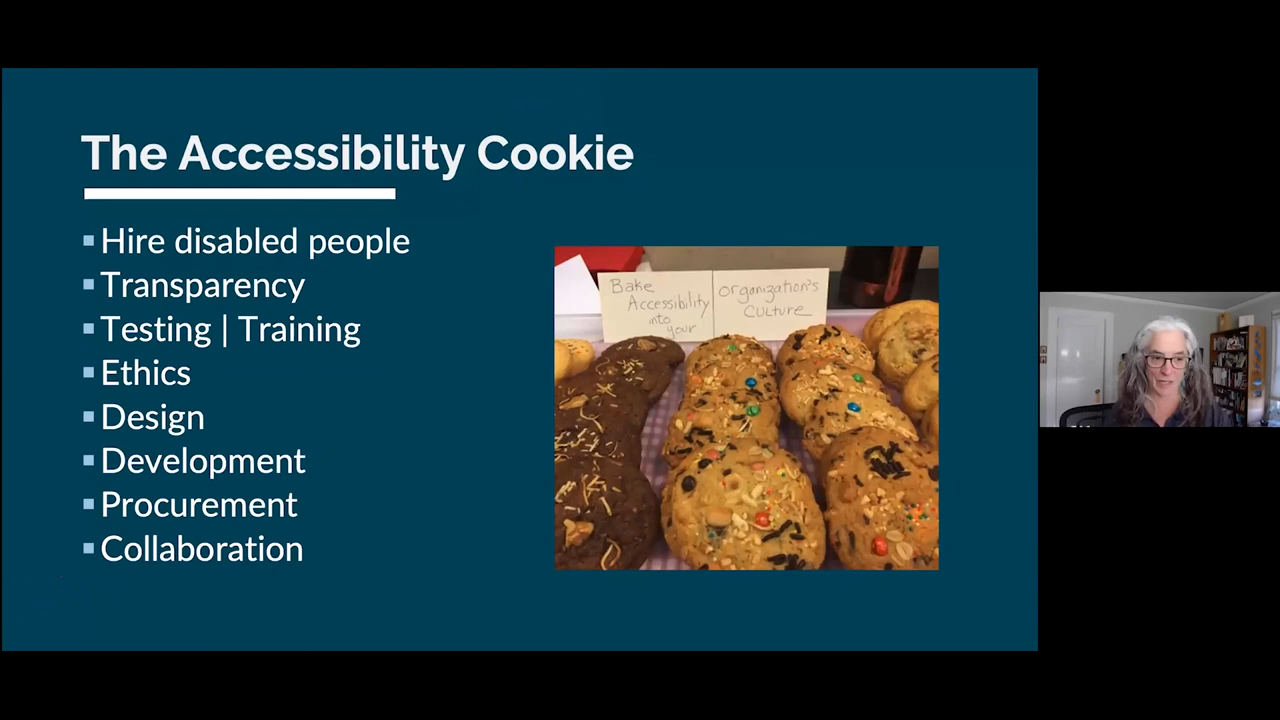 The Accessibility Cookie
▪ Hire disabled people
▪ Transparency
▪ Testing | Training
▪ Ethics
▪ Design
▪ Development
▪ Procurement
▪ Collaboration
Bake
Accessibility
into
your
organization's
Culture